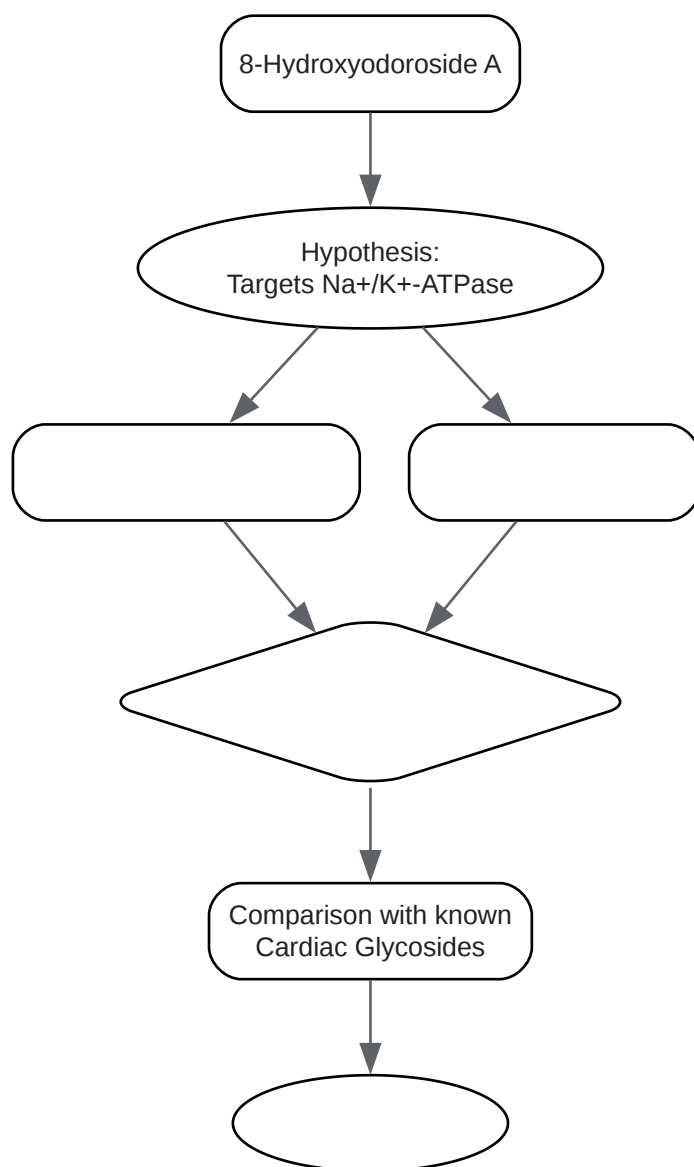 8-Hydroxyodoroside A
Hypothesis:
Targets Na+/K+-ATPase
Comparison with known
Cardiac Glycosides